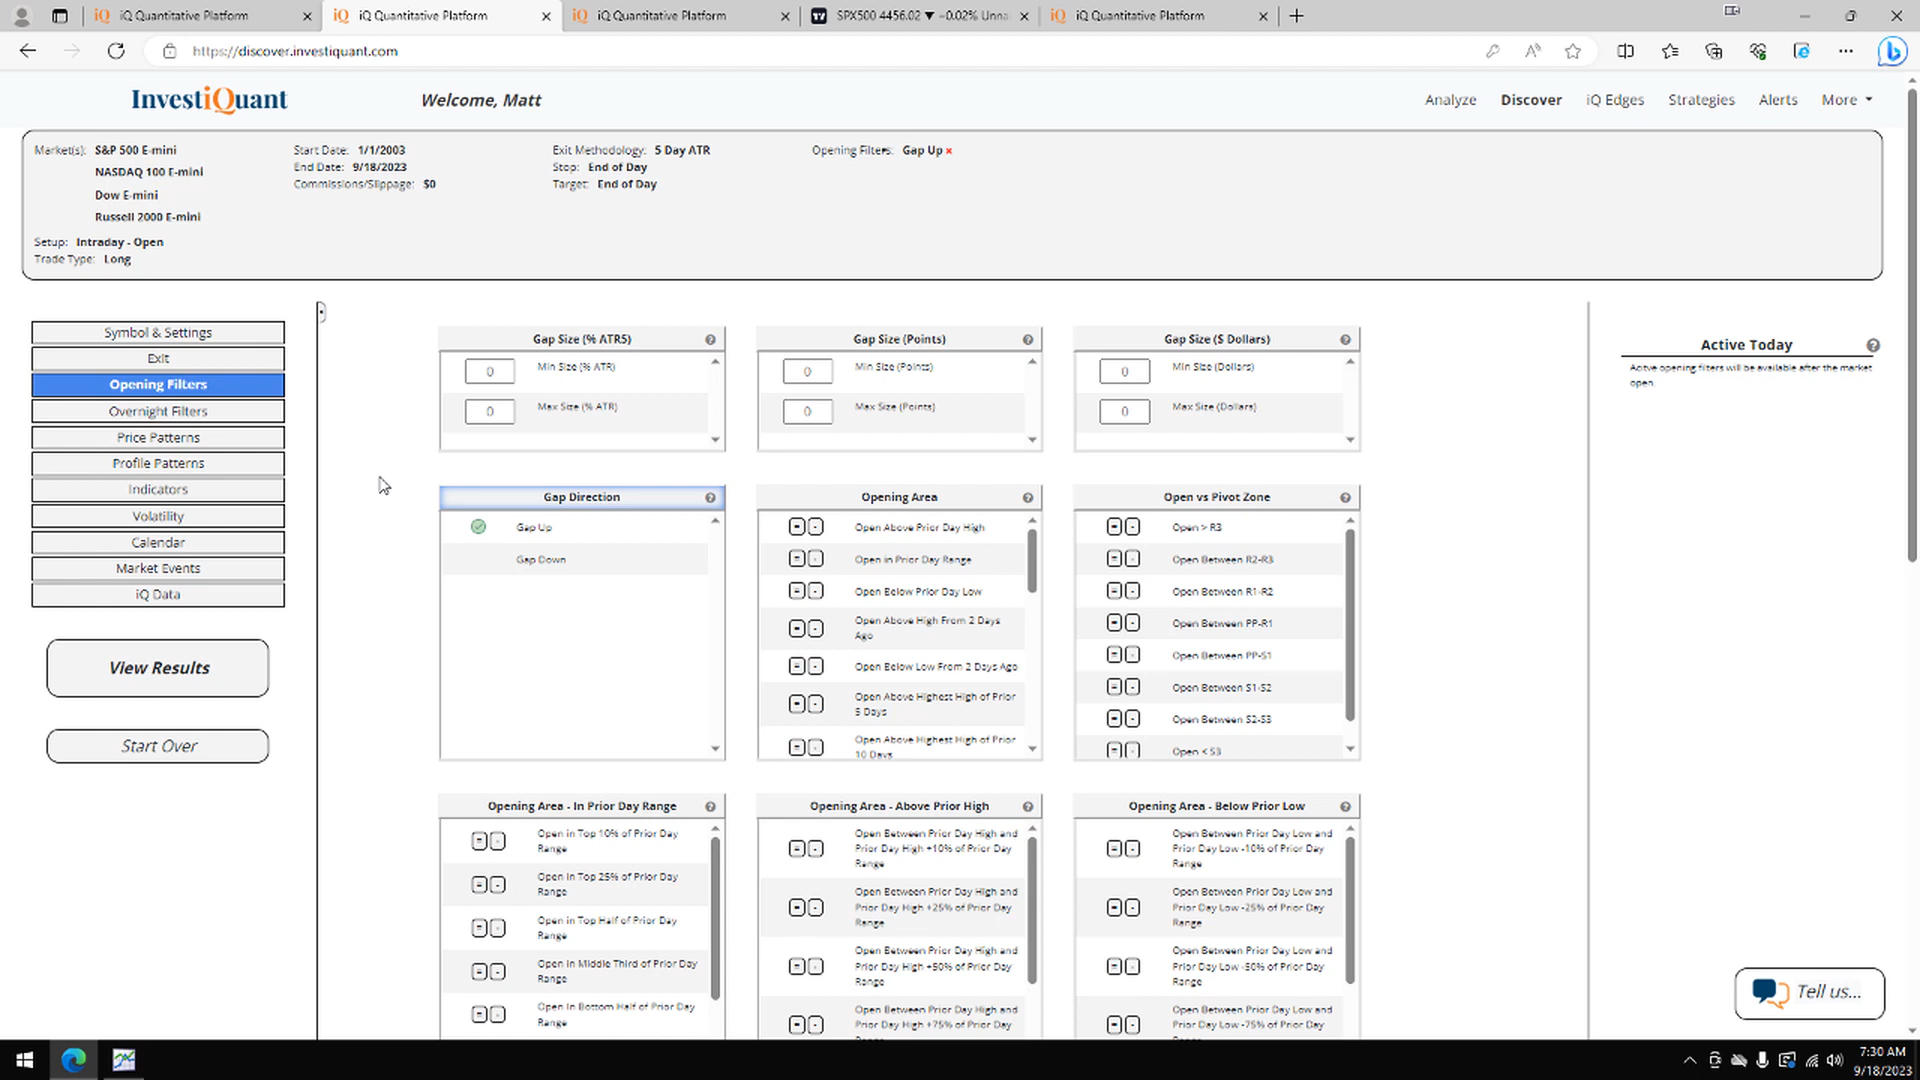 iQ Quantitative Platform
iQ Quantitative Platform
iQ Quantitative Platform
SPX500 4456.02 ▼ −0.02% Unna
iQ Quantitative Platform
https://discover.investiquant.com
InvestiQuant
Welcome, Matt
Analyze
Discover
iQ Edges
Strategies
Alerts
More
Market(s): S&P 500 E-mini
NASDAQ 100 E-mini
Dow E-mini
Russell 2000 E-mini
Setup: Intraday - Open
Trade Type: Long
Start Date: 1/1/2003
End Date: 9/18/2023
Commissions/Slippage: $0
Exit Methodology: 5 Day ATR
Stop: End of Day
Target: End of Day
Opening Filters: Gap Up ×
Symbol & Settings
Exit
Opening Filters
Overnight Filters
Price Patterns
Profile Patterns
Indicators
Volatility
Calendar
Market Events
iQ Data
View Results
Start Over
Gap Size (% ATR5)
0 Min Size (% ATR)
0 Max Size (% ATR)
Gap Size (Points)
0 Min Size (Points)
0 Max Size (Points)
Gap Size ($ Dollars)
0 Min Size (Dollars)
0 Max Size (Dollars)
Gap Direction
Gap Up
Gap Down
Opening Area
Open Above Prior Day High
Open in Prior Day Range
Open Below Prior Day Low
Open Above High From 2 Days
Ago
Open Below Low From 2 Days Ago
Open Above Highest High of Prior
5 Days
Open Above Highest High of Prior
10 Days
Open vs Pivot Zone
Open > R3
Open Between R2-R3
Open Between R1-R2
Open Between PP-R1
Open Between PP-S1
Open Between S1-S2
Open Between S2-S3
Open < S3
Opening Area - In Prior Day Range
Open in Top 10% of Prior Day
Range
Open in Top 25% of Prior Day
Range
Open in Top Half of Prior Day
Range
Open in Middle Third of Prior Day
Range
Open in Bottom Half of Prior Day
Range
Opening Area - Above Prior High
Open Between Prior Day High and
Prior Day High +10% of Prior Day
Range
Open Between Prior Day High and
Prior Day High +25% of Prior Day
Range
Open Between Prior Day High and
Prior Day High +50% of Prior Day
Range
Open Between Prior Day High and
Prior Day High +75% of Prior Day
Opening Area - Below Prior Low
Open Between Prior Day Low and
Prior Day Low -10% of Prior Day
Range
Open Between Prior Day Low and
Prior Day Low -25% of Prior Day
Range
Open Between Prior Day Low and
Prior Day Low -50% of Prior Day
Range
Open Between Prior Day Low and
Prior Day Low -75% of Prior Day
Active Today
Active opening filters will be available after the market
open.
Tell us...
7:30 AM
9/18/2023